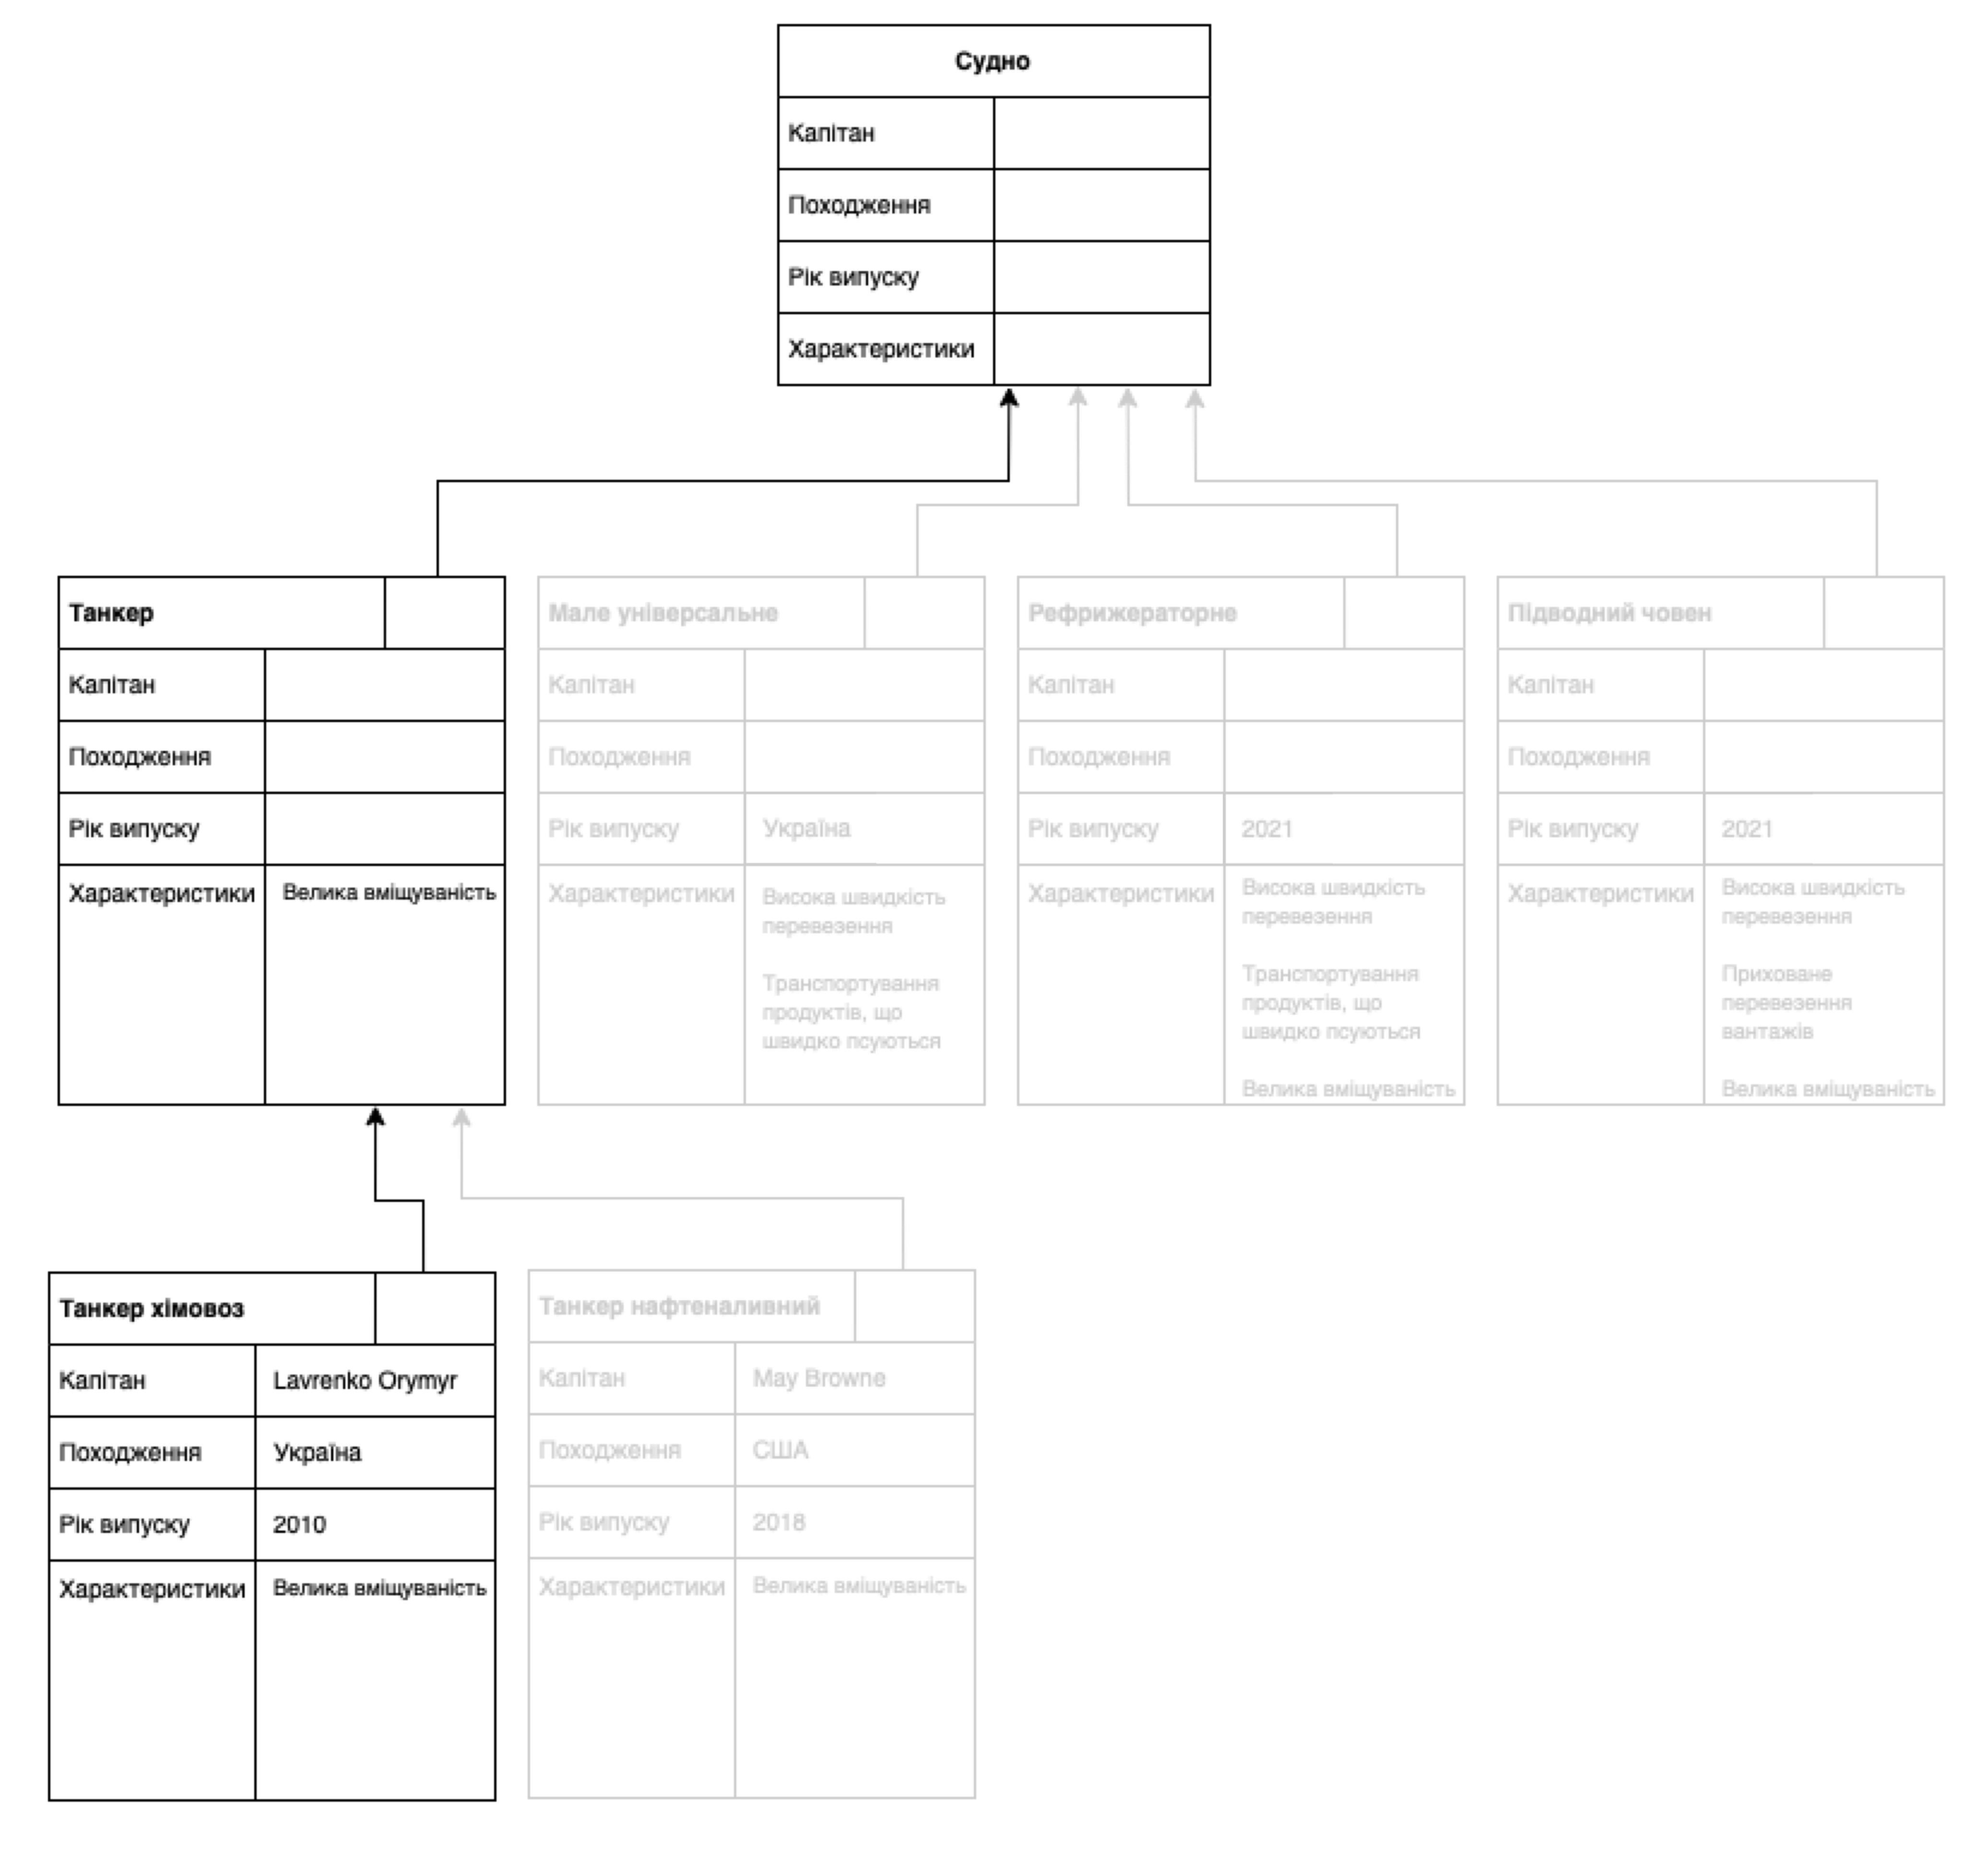 Судно
Капітан
Походження
Рік випуску
Характеристики
Танкер
Капітан
Походження
Рік випуску
Характеристики
Велика вміщуваність
Мале універсальне
Капітан
Походження
Рік випуску
Україна
Характеристики
Висока швидкість
перевезення
Транспортування
продуктів, що
швидко псуються
Рефрижераторне
Капітан
Походження
Рік випуску
2021
Характеристики
Висока швидкість
перевезення
Транспортування
продуктів, що
швидко псуються
Велика вміщуваність
Підводний човен
Капітан
Походження
Рік випуску
2021
Характеристики
Висока швидкість
перевезення
Приховане
перевезення
вантажів
Велика вміщуваність
Танкер хімовоз
Капітан
Lavrenko Orymyr
Походження
Україна
Рік випуску
2010
Характеристики
Велика вміщуваність
Танкер нафтеналивний
Капітан
May Browne
Походження
США
Рік випуску
2018
Характеристики
Велика вміщуваність